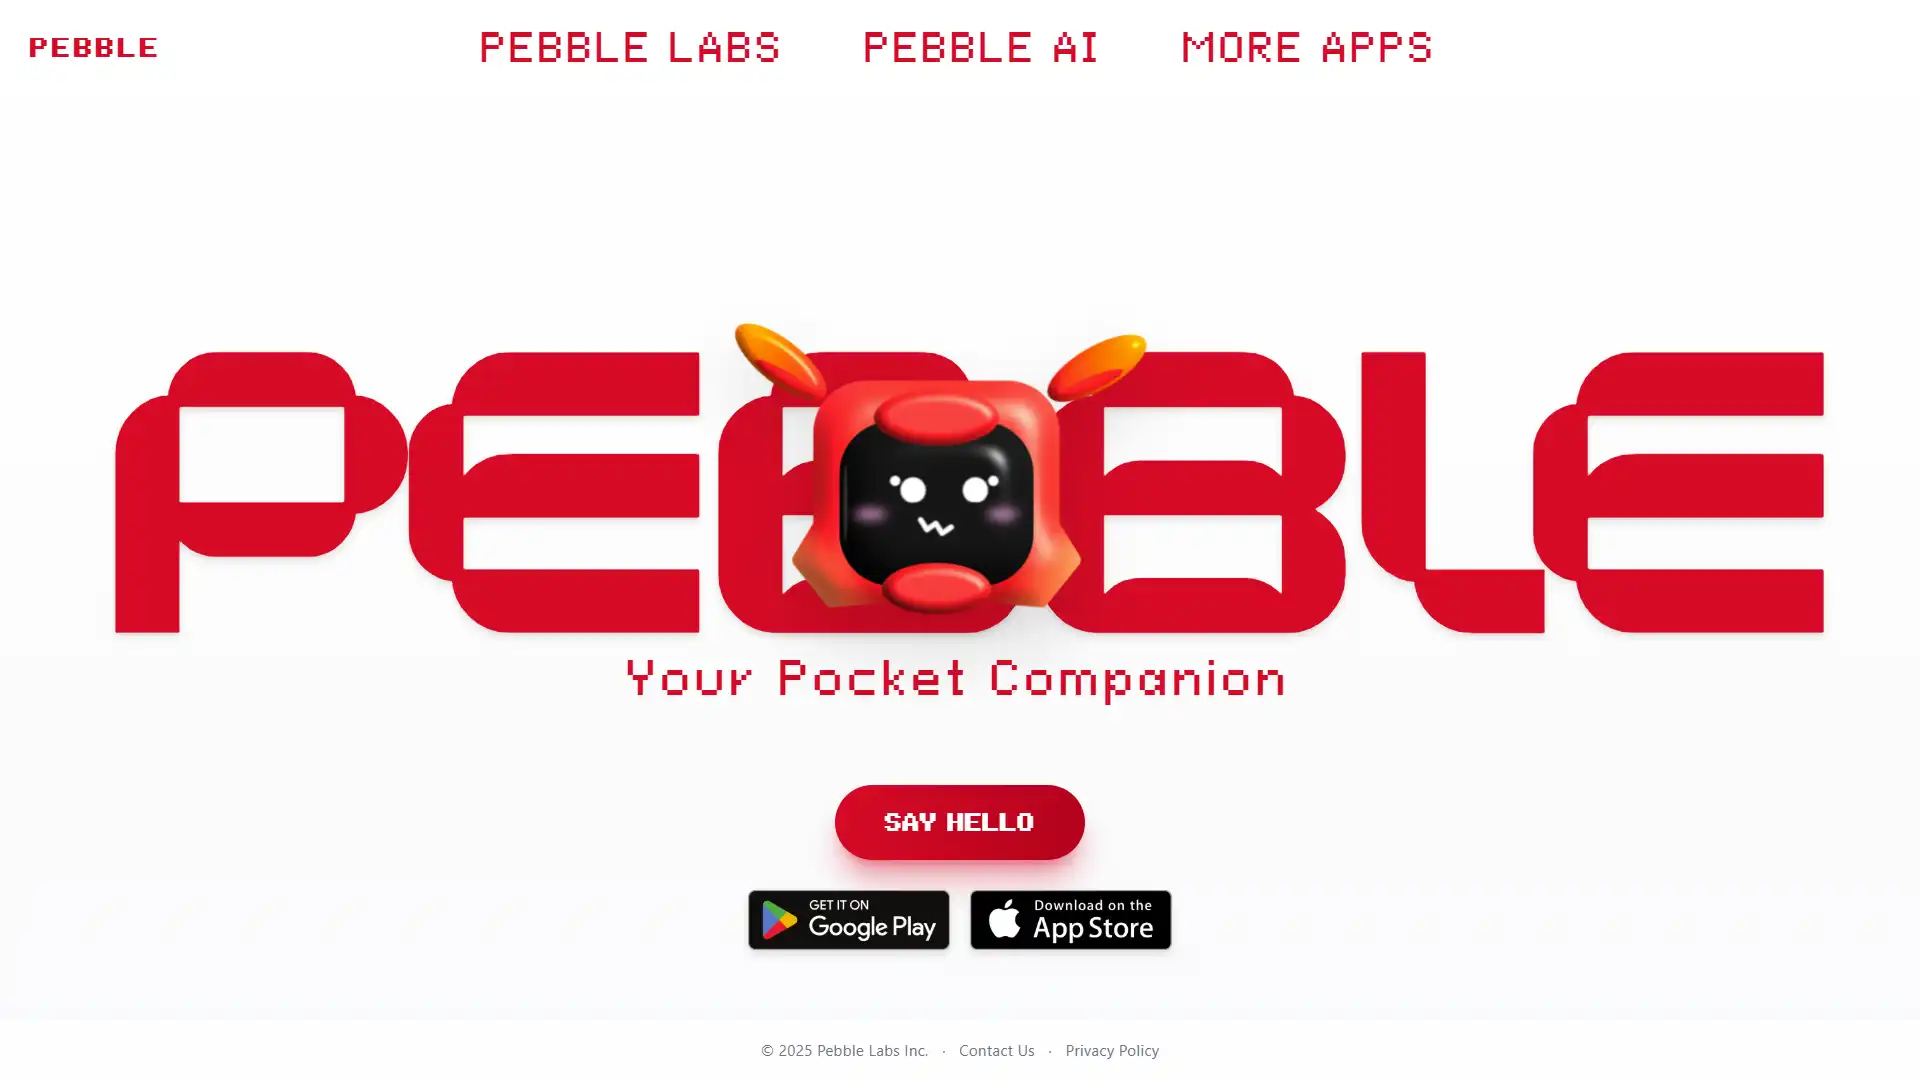 PEBBLE
PEBBLE LABS
PEBBLE AI
MORE APPS
PEBBLE
Your Pocket Companion
SAY HELLO
GET IT ON
Google Play
Download on the
App Store
© 2025 Pebble Labs Inc. · Contact Us · Privacy Policy